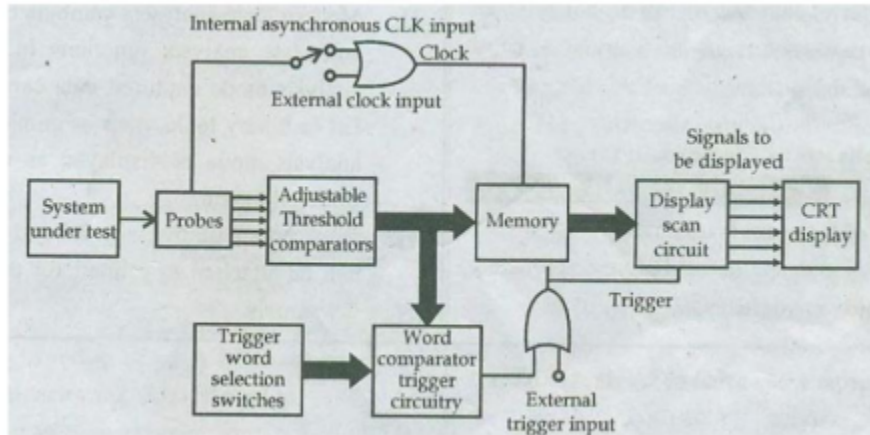 Internal asynchronous CLK input
Clock
External clock input
Signals to
be displayed
System
under test
Probes
Adjustable
Threshold
comparators
Memory
Display
scan
circuit
CRT
display
Trigger
Trigger
word
selection
switches
Word
comparator
trigger
circuitry
External
trigger input